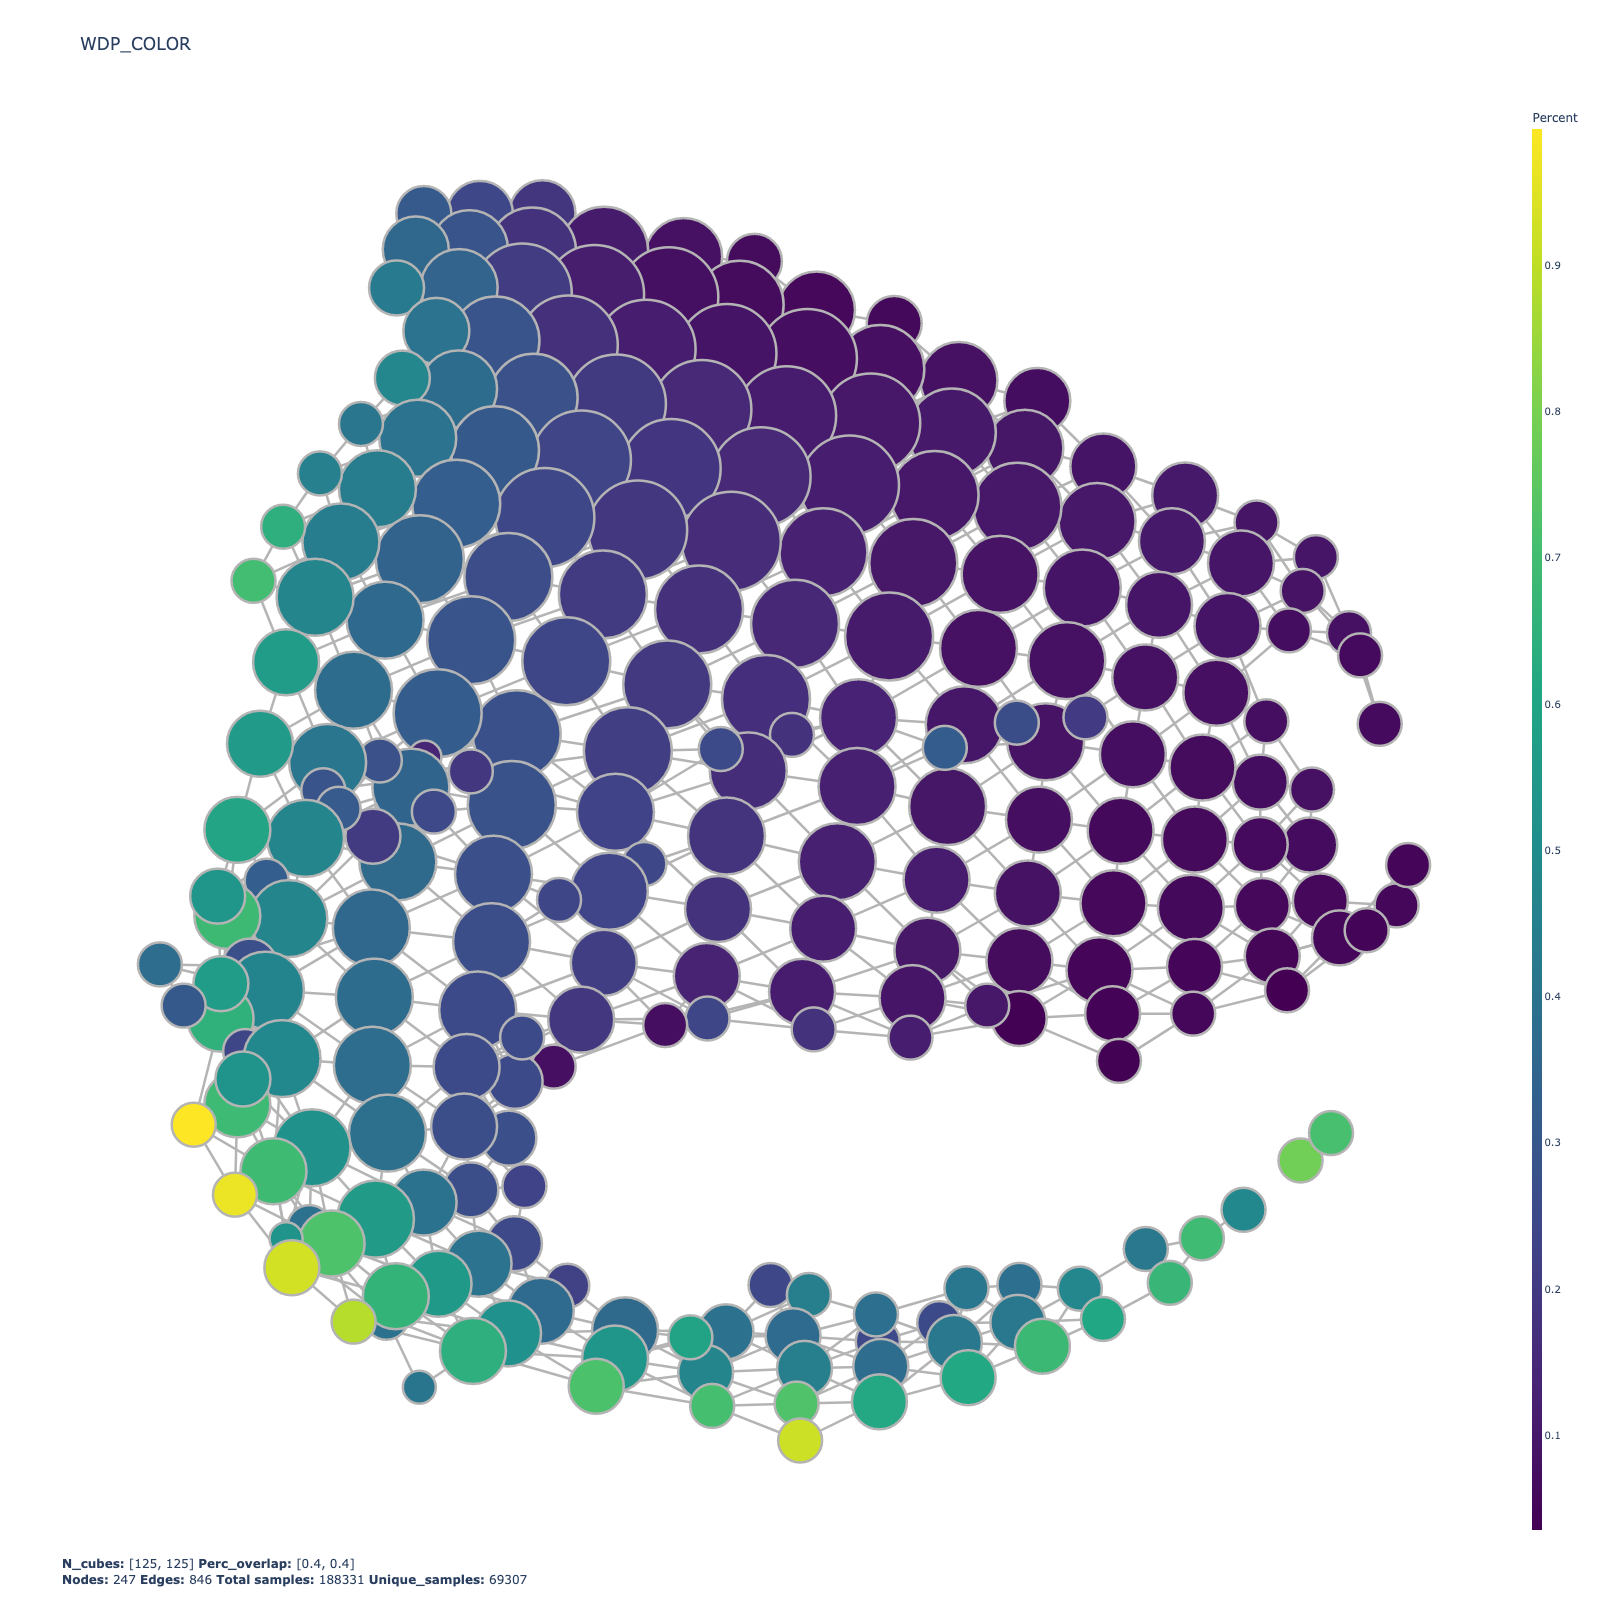 WDP_COLOR
Percent
0.9
0.8
0.7
0.6
0.5
0.4
0.3
0.2
0.1
N_cubes: [125, 125] Perc_overlap: [0.4, 0.4]
Nodes: 247 Edges: 846 Total samples: 188331 Unique_samples: 69307